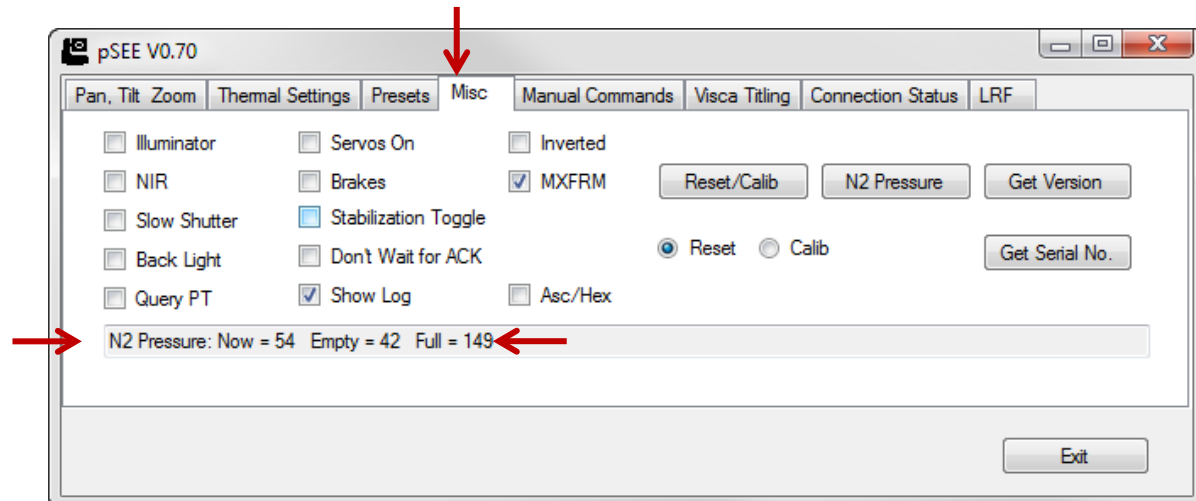 pSEE V0.70
Pan, Tilt Zoom Thermal Settings Presets Misc Manual Commands Visca Titling Connection Status LRF
Illuminator Servos On Inverted
NIR Brakes MXFRM Reset/Calib N2 Pressure Get Version
Slow Shutter Stabilization Toggle
Back Light Don't Wait for ACK Reset Calib Get Serial No.
Query PT Show Log Asc/Hex
N2 Pressure: Now = 54 Empty = 42 Full = 149
Exit